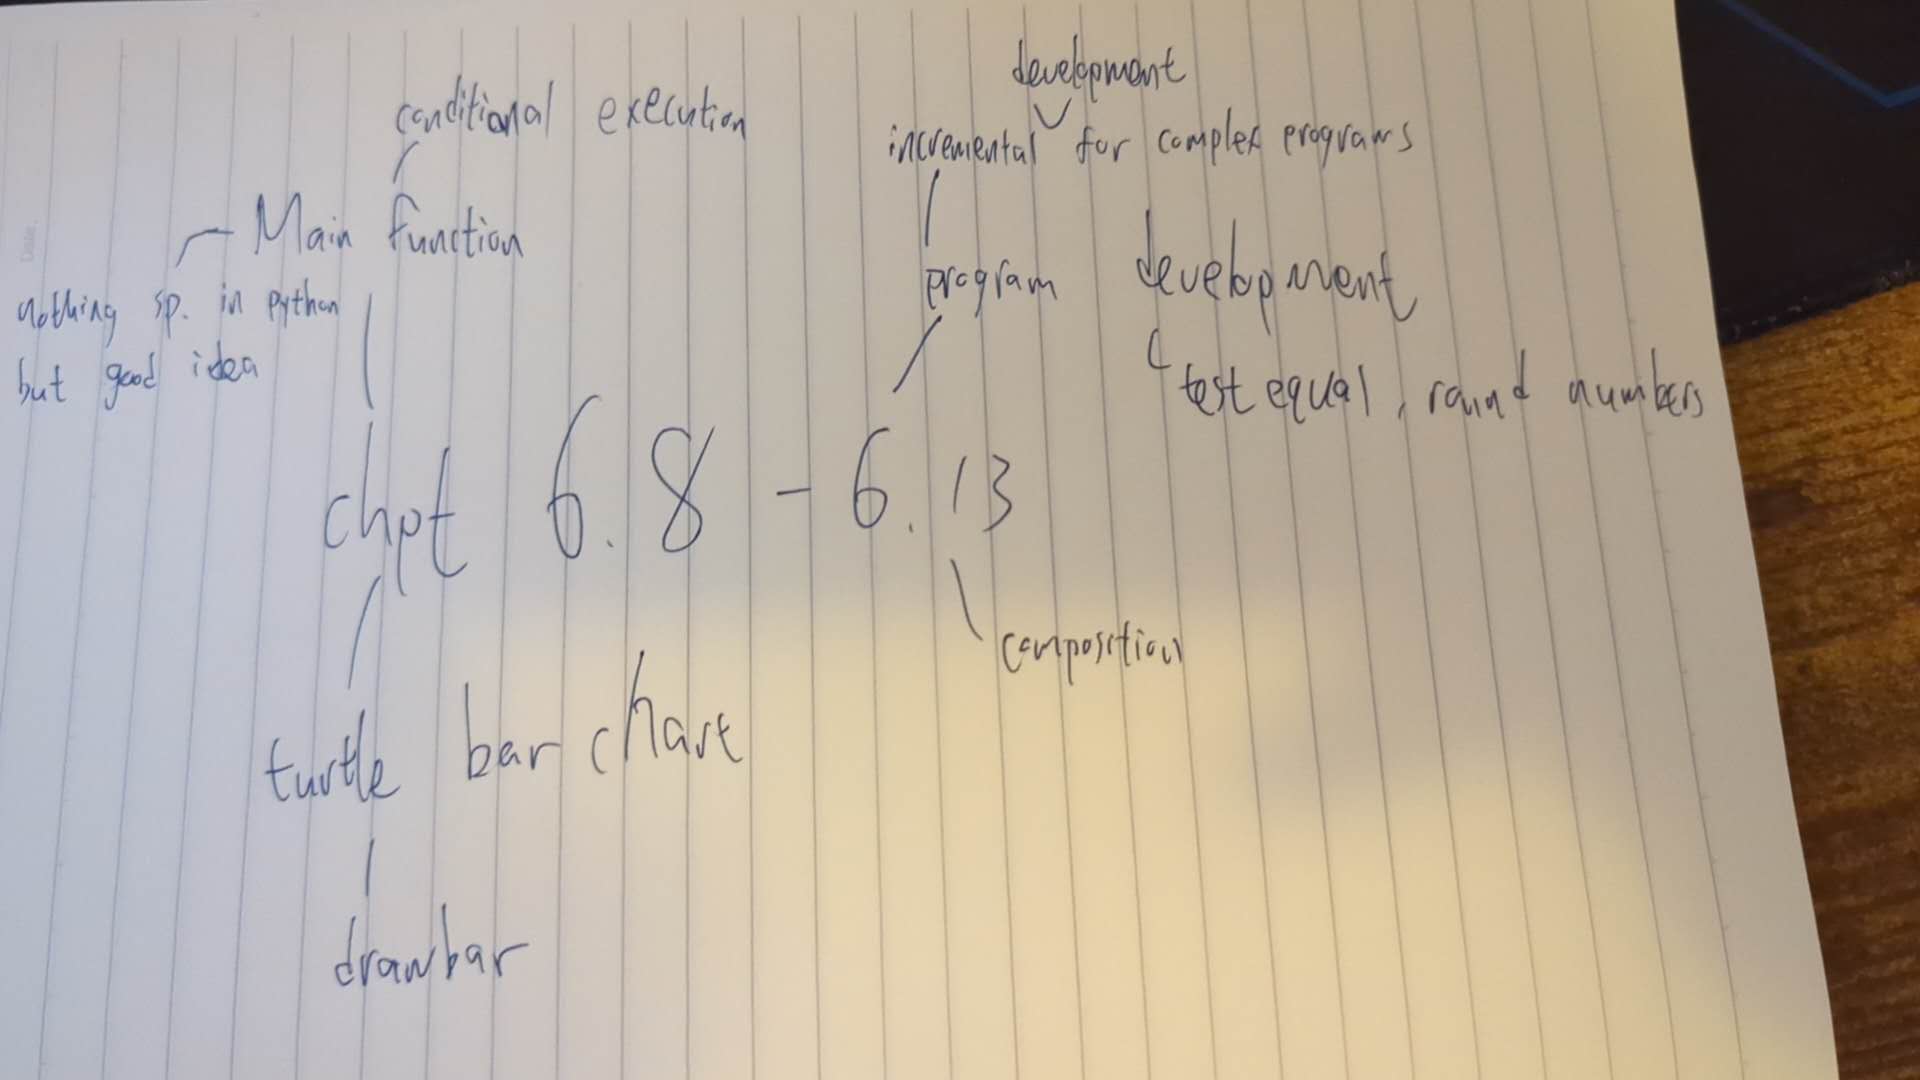 development
conditional execution
incremental for complex programs
Main function
program development
nothing sp. in python
but good idea
test equal, round numbers
chpt 6.8 - 6.13
composition
turtle bar chart
drawbar